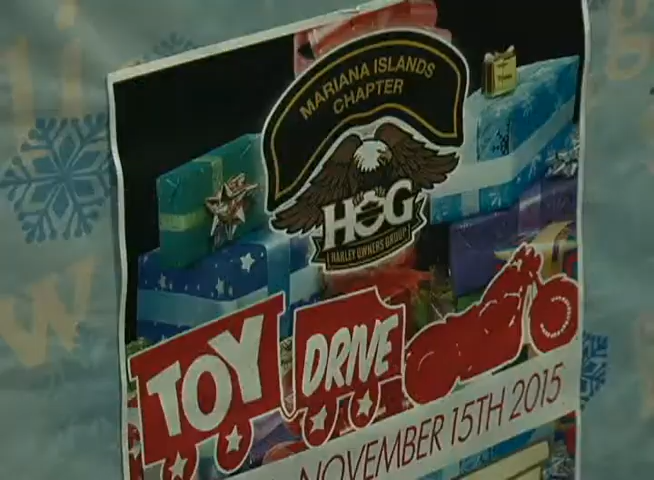 MARIANA ISLANDS
CHAPTER
HOG
HARLEY OWNERS GROUP
TOY DRIVE
NOVEMBER 15TH 2015